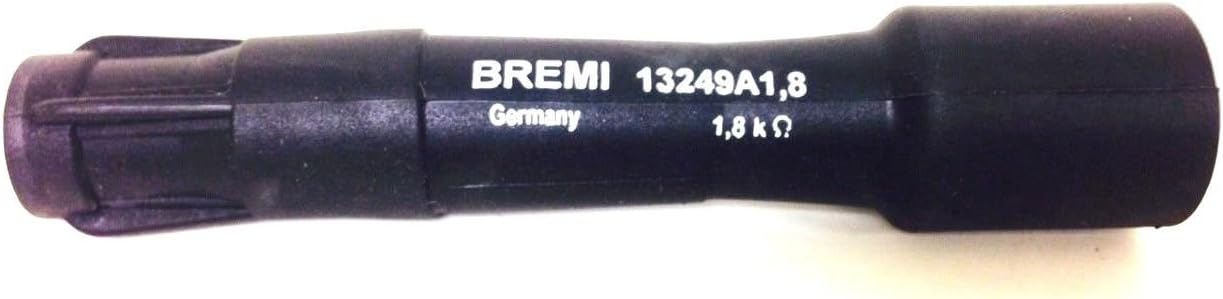 BREMI 13249A1,8
Germany 1,8 k Ω